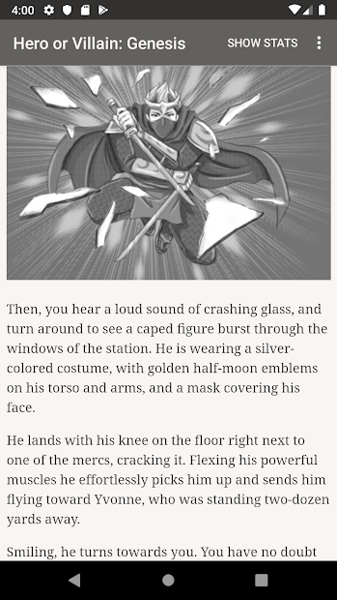 4:00
Hero or Villain: Genesis
SHOW STATS
Then, you hear a loud sound of crashing glass, and
turn around to see a caped figure burst through the
windows of the station. He is wearing a silver-
colored costume, with golden half-moon emblems
on his torso and arms, and a mask covering his
face.
He lands with his knee on the floor right next to
one of the mercs, cracking it. Flexing his powerful
muscles he effortlessly picks him up and sends him
flying toward Yvonne, who was standing two-dozen
yards away.
Smiling, he turns towards you. You have no doubt